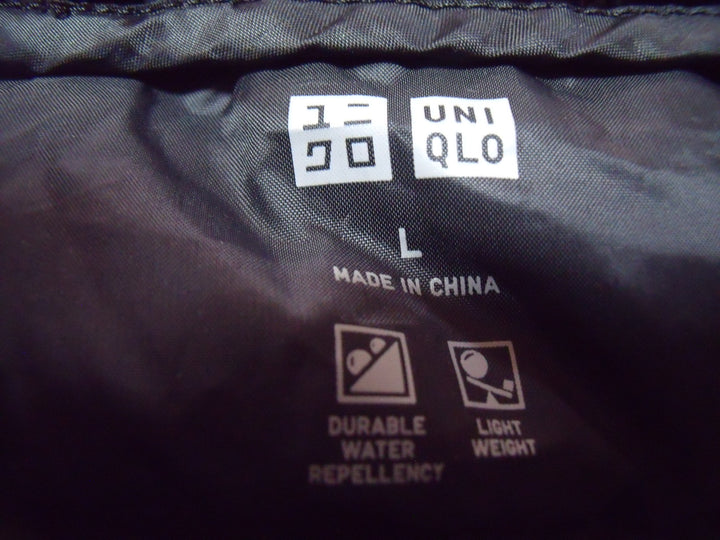 ユニ
クロ
UNI
QLO
L
MADE IN CHINA
DURABLE
WATER
REPELLENCY
LIGHT
WEIGHT